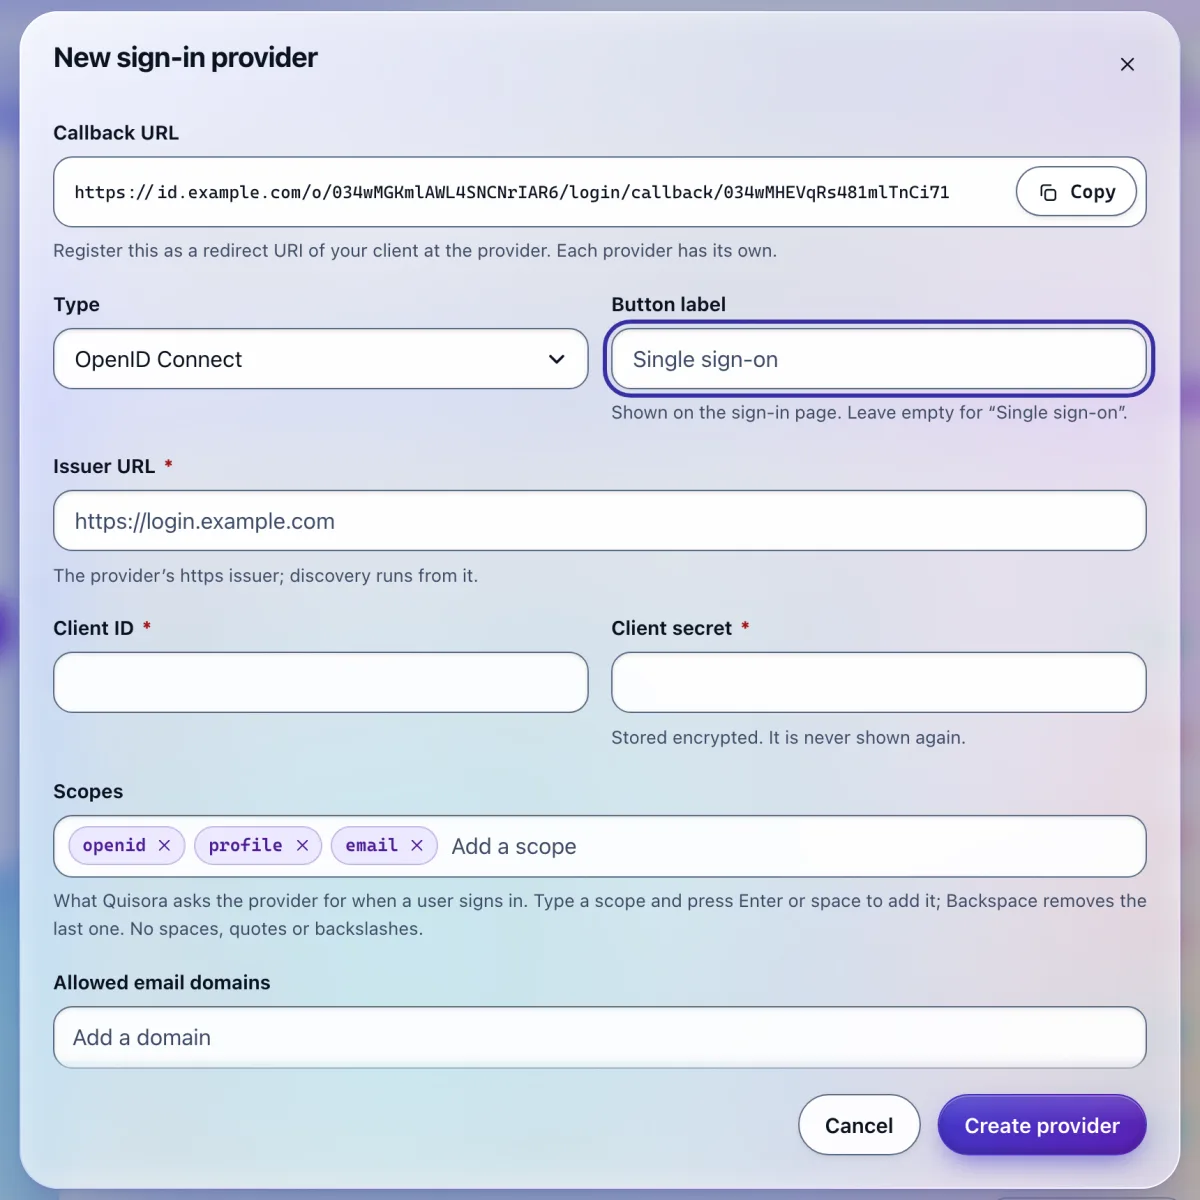 New sign-in provider
Callback URL
https://id.example.com/o/034wMGKmlAWL4SNCNrIAR6/login/callback/034wMHEVqRs481mlTnCi71
Copy
Register this as a redirect URI of your client at the provider. Each provider has its own.
Type
Button label
OpenID Connect
Single sign-on
Shown on the sign-in page. Leave empty for “Single sign-on”.
Issuer URL *
https://login.example.com
The provider’s https issuer; discovery runs from it.
Client ID *
Client secret *
Stored encrypted. It is never shown again.
Scopes
openid
profile
email
Add a scope
What Quisora asks the provider for when a user signs in. Type a scope and press Enter or space to add it; Backspace removes the
last one. No spaces, quotes or backslashes.
Allowed email domains
Add a domain
Cancel
Create provider